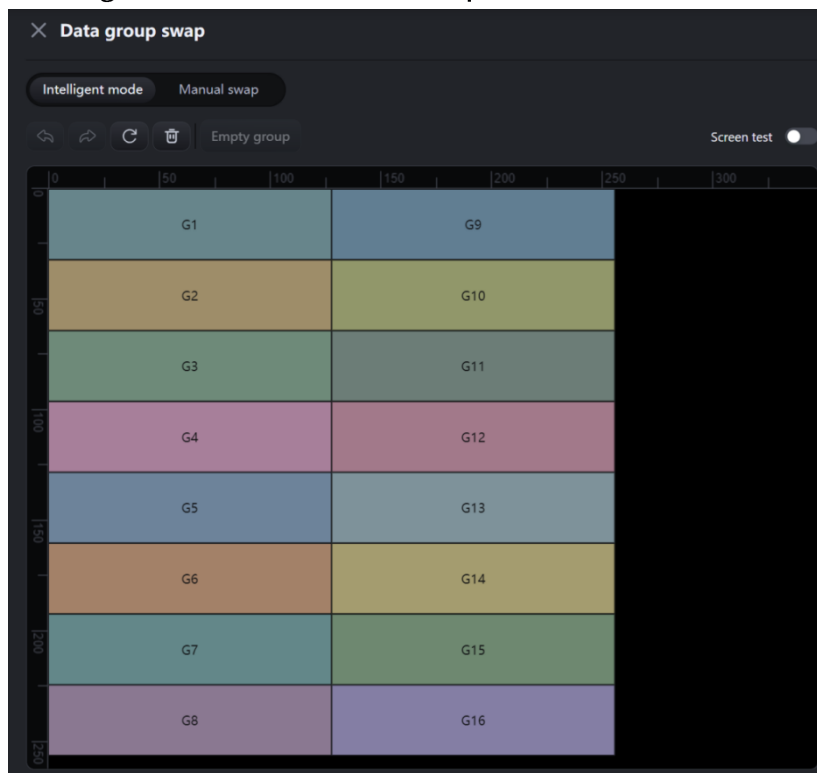 Data group swap
Intelligent mode Manual swap
Empty group Screen test
0 50 100 150 200 250 300
0
G1 G9
50
G2 G10
G3 G11
100
G4 G12
G5 G13
150
G6 G14
200
G7 G15
G8 G16
250